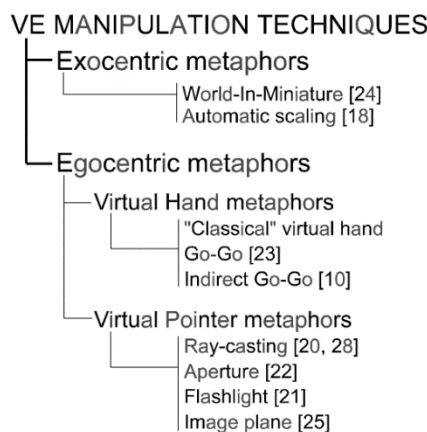 VE MANIPULATION TECHNIQUES
Exocentric metaphors
World-In-Miniature [24]
Automatic scaling [18]
Egocentric metaphors
Virtual Hand metaphors
"Classical" virtual hand
Go-Go [23]
Indirect Go-Go [10]
Virtual Pointer metaphors
Ray-casting [20, 28]
Aperture [22]
Flashlight [21]
Image plane [25]